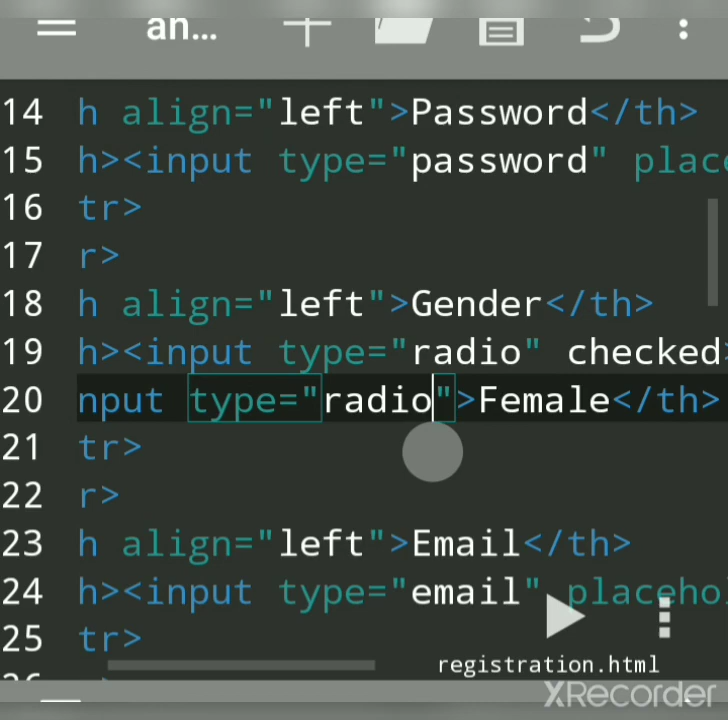 an...
14 h align="left">Password</th>
15 h><input type="password" plac
16 tr>
17 r>
18 h align="left">Gender</th>
19 h><input type="radio" checked>
20 nput type="radio">Female</th>
21 tr>
22 r>
23 h align="left">Email</th>
24 h><input type="email" placeho
25 tr>
registration.html
XRecorder